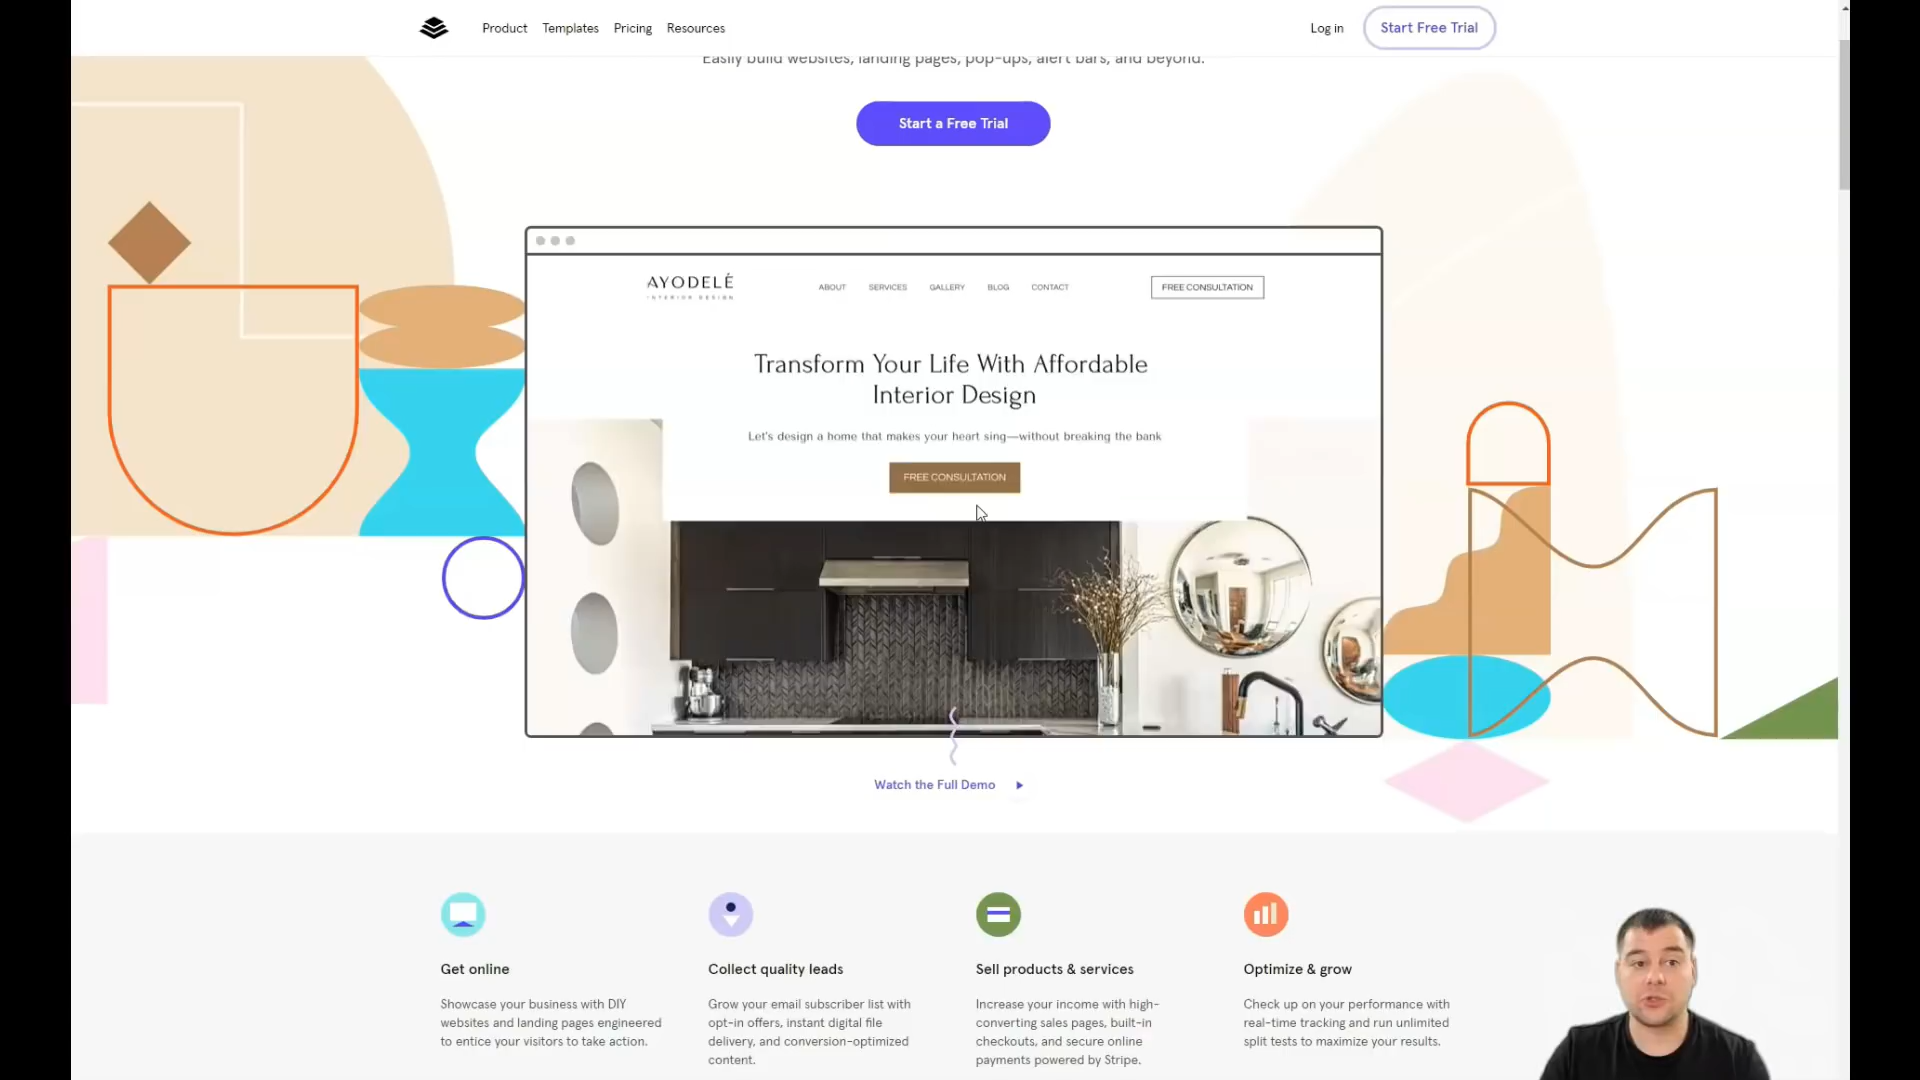 Product Templates Pricing Resources
Log in Start Free Trial
Easily build websites, landing pages, pop-ups, alert bars, and beyond.
Start a Free Trial
AYODELÉ
INTERIOR DESIGN
ABOUT SERVICES GALLERY BLOG CONTACT
FREE CONSULTATION
Transform Your Life With Affordable
Interior Design
Let's design a home that makes your heart sing—without breaking the bank
FREE CONSULTATION
Watch the Full Demo
Get online
Showcase your business with DIY
websites and landing pages engineered
to entice your visitors to take action.
Collect quality leads
Grow your email subscriber list with
opt-in offers, instant digital file
delivery, and conversion-optimized
content.
Sell products & services
Increase your income with high-
converting sales pages, built-in
checkouts, and secure online
payments powered by Stripe.
Optimize & grow
Check up on your performance with
real-time tracking and run unlimited
split tests to maximize your results.